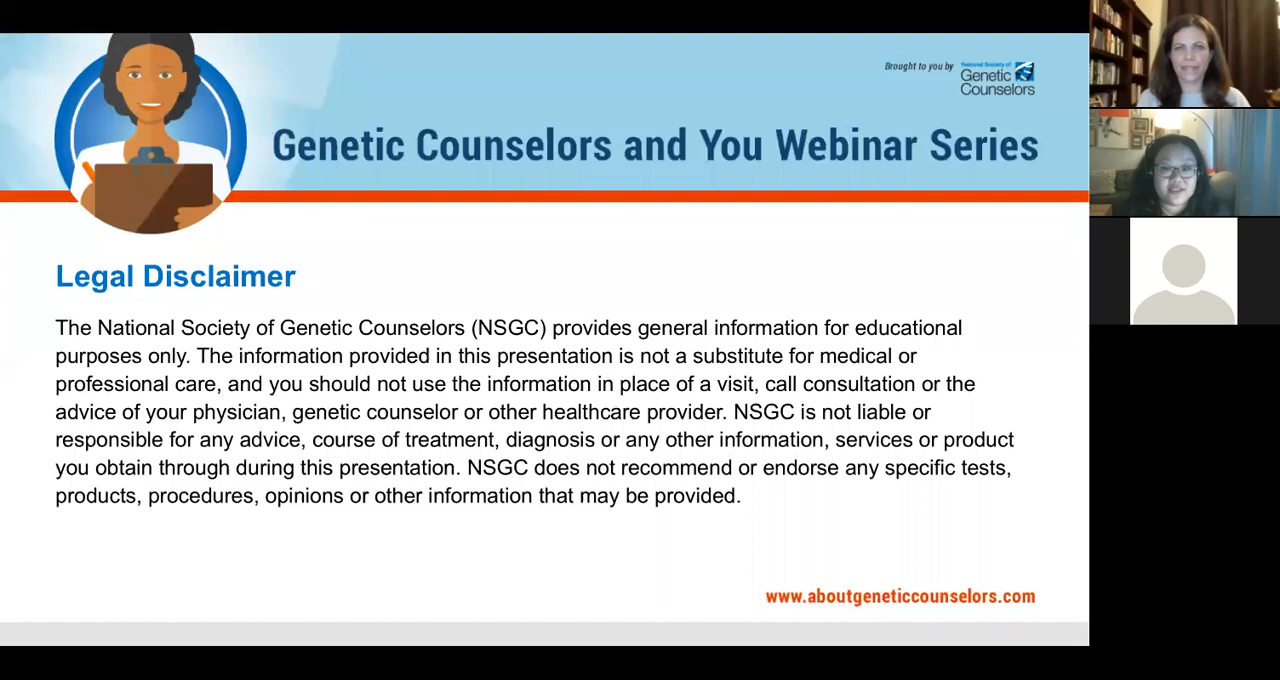 Brought to you by
National Society of
Genetic
Counselors
Genetic Counselors and You Webinar Series
Legal Disclaimer
The National Society of Genetic Counselors (NSGC) provides general information for educational
purposes only. The information provided in this presentation is not a substitute for medical or
professional care, and you should not use the information in place of a visit, call consultation or the
advice of your physician, genetic counselor or other healthcare provider. NSGC is not liable or
responsible for any advice, course of treatment, diagnosis or any other information, services or product
you obtain through during this presentation. NSGC does not recommend or endorse any specific tests,
products, procedures, opinions or other information that may be provided.
www.aboutgeneticcounselors.com